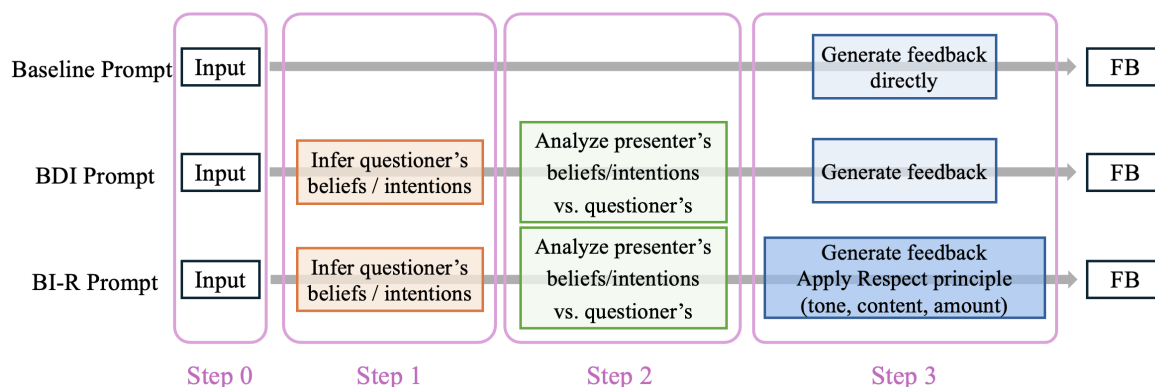 Baseline Prompt
Input
Generate feedback
directly
FB
BDI Prompt
Input
Infer questioner's
beliefs / intentions
Analyze presenter's
beliefs/intentions
vs. questioner's
Generate feedback
FB
BI-R Prompt
Input
Infer questioner's
beliefs / intentions
Analyze presenter's
beliefs/intentions
vs. questioner's
Generate feedback
Apply Respect principle
(tone, content, amount)
FB
Step 0
Step 1
Step 2
Step 3